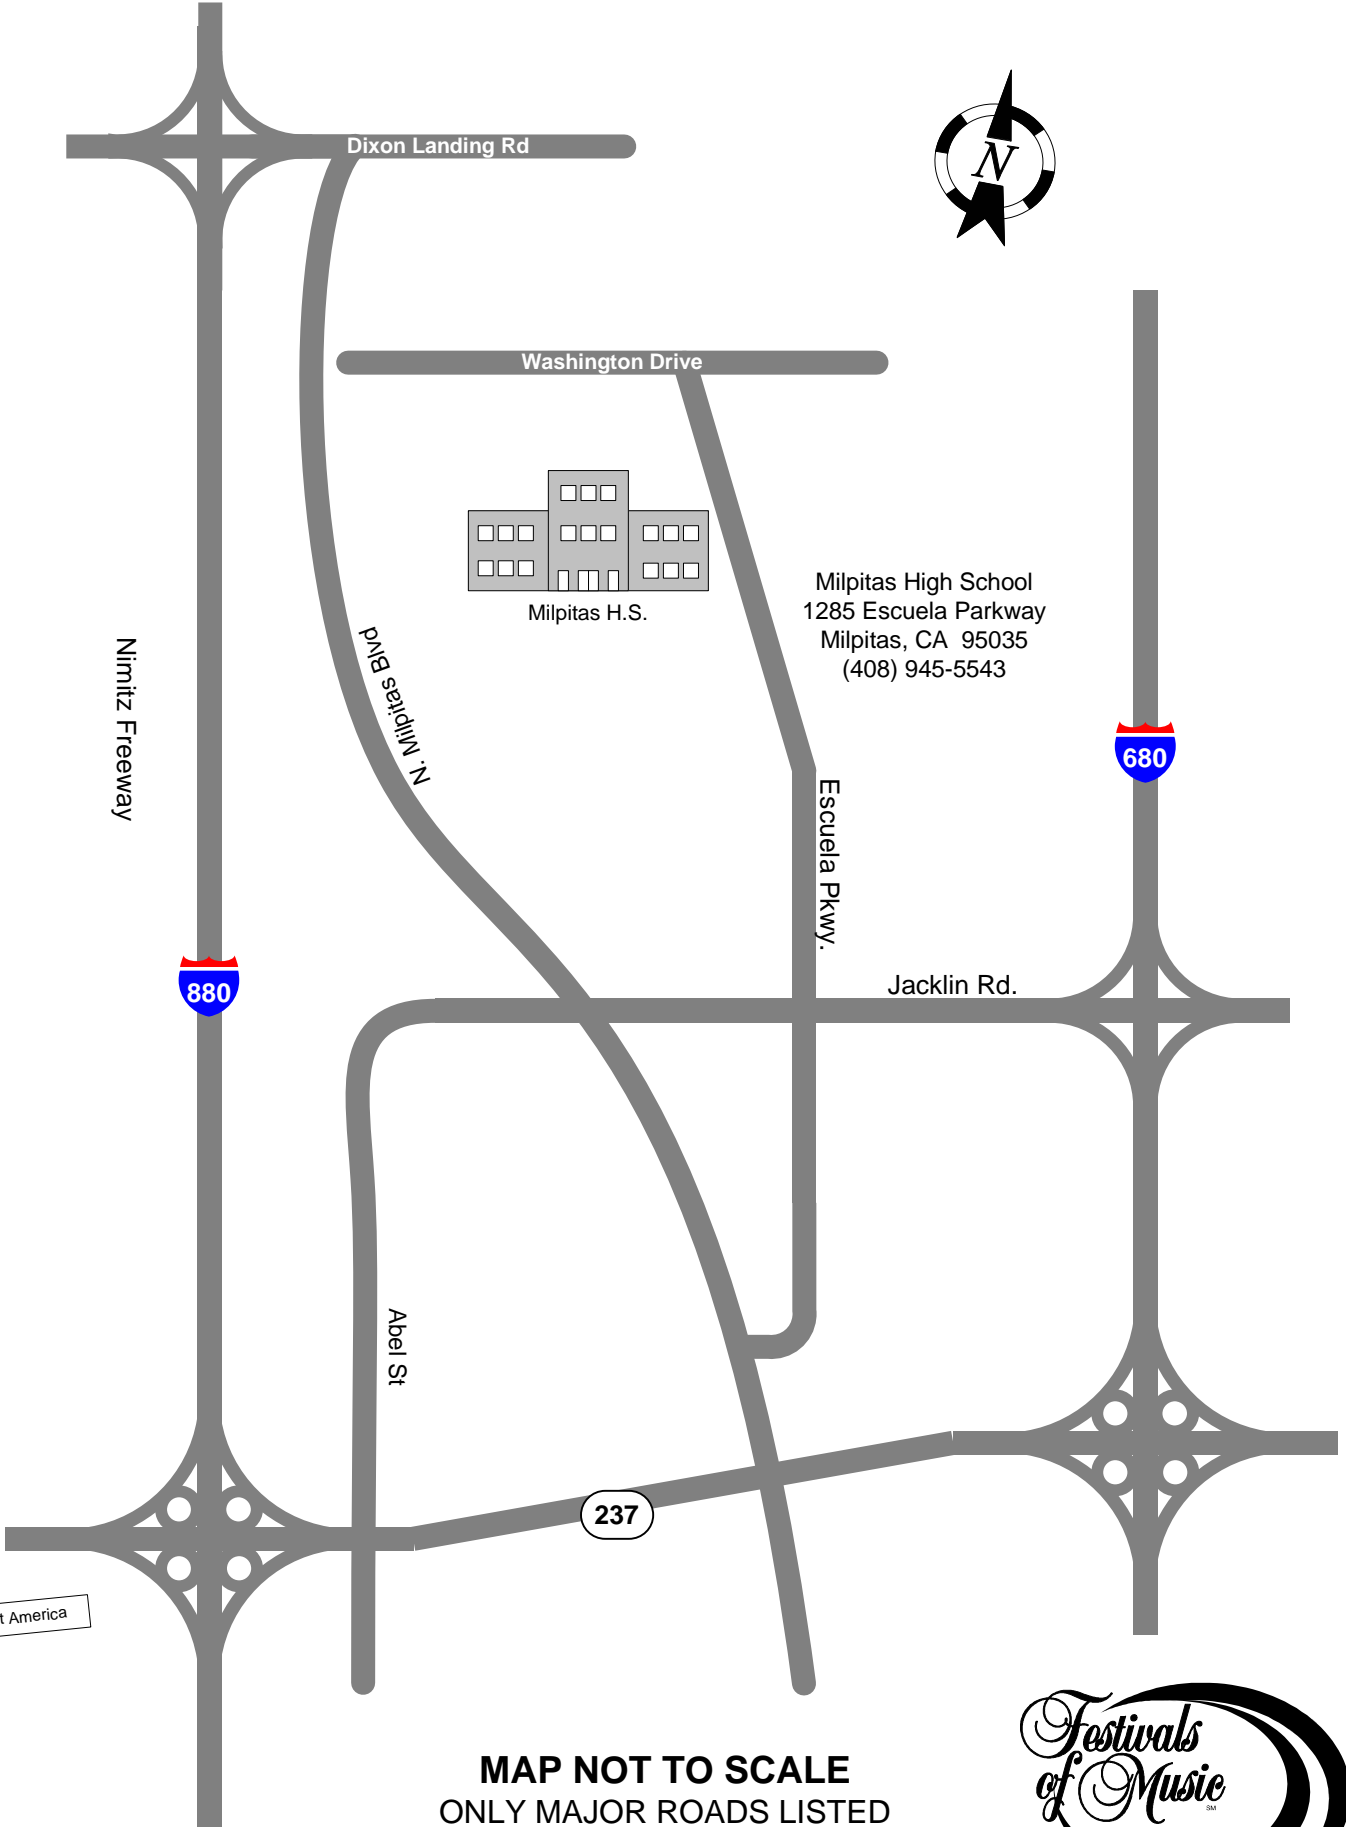 Dixon Landing Rd
N
Washington Drive
Milpitas H.S.
Milpitas High School
1285 Escuela Parkway
Milpitas, CA  95035
(408) 945-5543
N. Milpitas Blvd
Nimitz Freeway
680
Escuela Pkwy.
880
Jacklin Rd.
Abel St
237
t America
MAP NOT TO SCALE
ONLY MAJOR ROADS LISTED
Festivals
of Music
SM